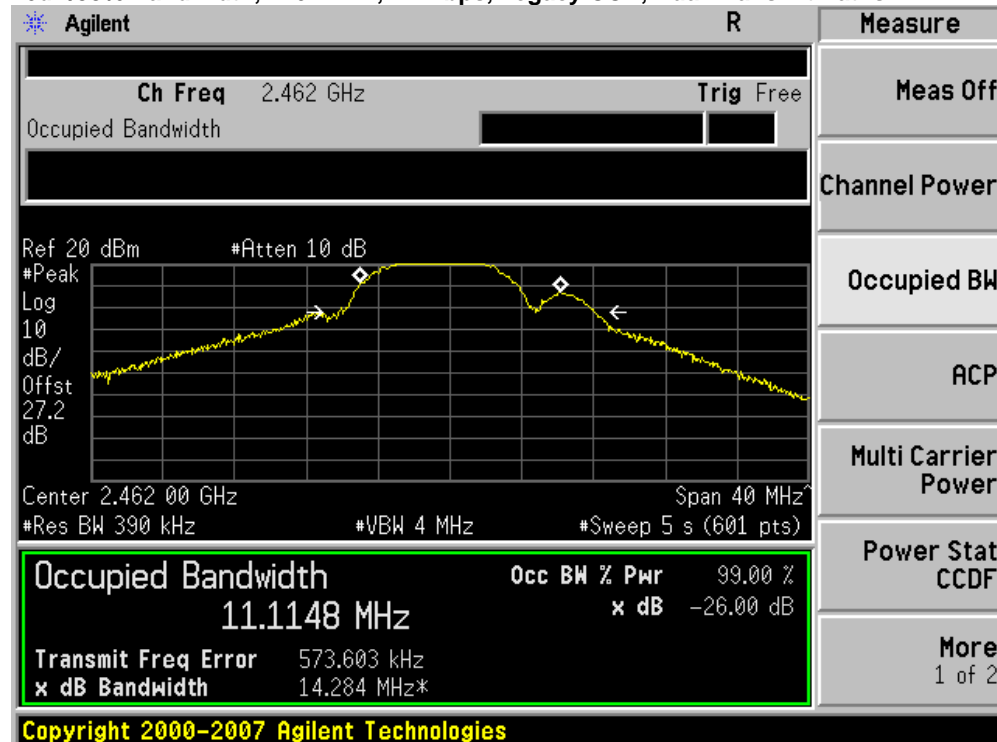 Agilent R Measure
Ch Freq 2.462 GHz Trig Free
Occupied Bandwidth
Meas Off
Channel Power
Ref 20 dBm #Atten 10 dB
#Peak
Log
10
dB/
Offst
27.2
dB
Occupied BW
ACP
Multi Carrier
Power
Center 2.462 00 GHz Span 40 MHz^
#Res BW 390 kHz #VBW 4 MHz #Sweep 5 s (601 pts)
Power Stat
CCDF
Occupied Bandwidth Occ BW % Pwr 99.00 %
11.1148 MHz x dB -26.00 dB
Transmit Freq Error 573.603 kHz
x dB Bandwidth 14.284 MHz*
More
1 of 2
Copyright 2000-2007 Agilent Technologies